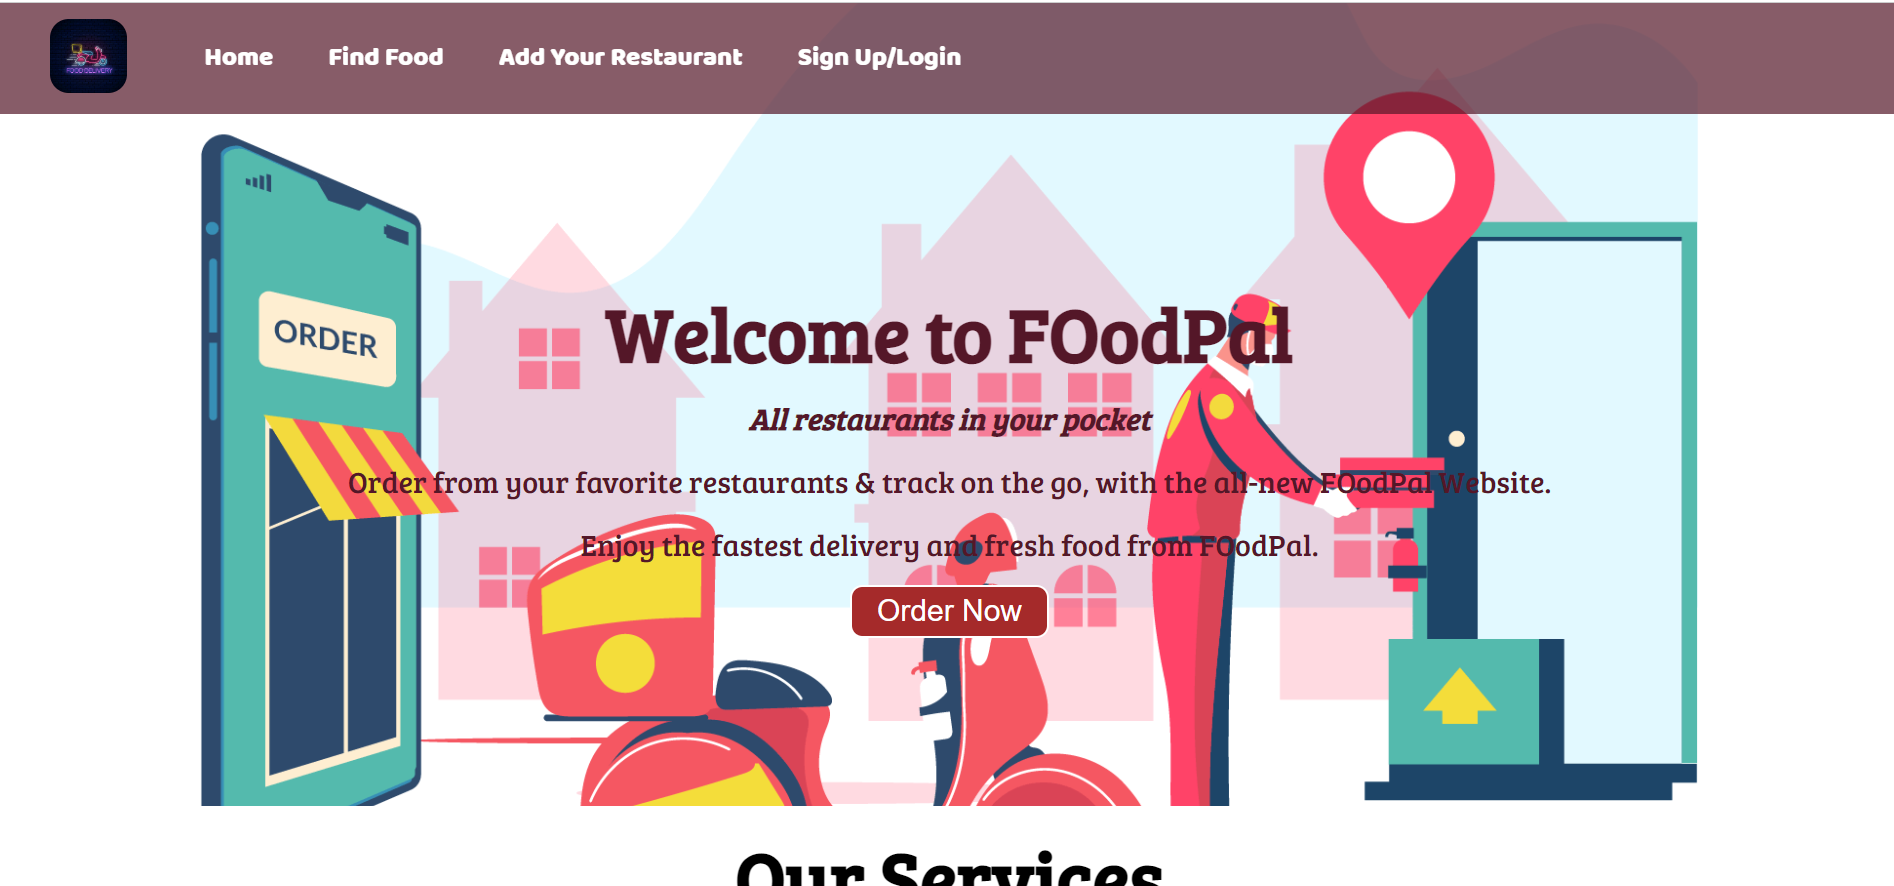 FOOD DELIVERY
Home
Find Food
Add Your Restaurant
Sign Up/Login
ORDER
Welcome to FOodPal
All restaurants in your pocket
Order from your favorite restaurants & track on the go, with the all-new FOodPal Website.
Enjoy the fastest delivery and fresh food from FOodPal.
Order Now
Our Services